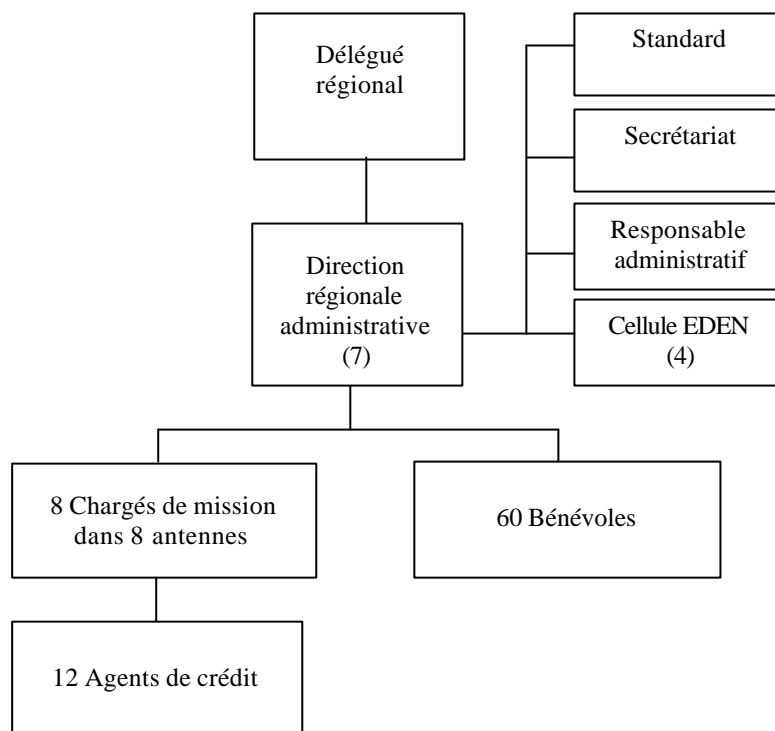 Délégué
régional
Standard
Secrétariat
Responsable
administratif
Cellule EDEN
(4)
Direction
régionale
administrative
(7)
8 Chargés de mission
dans 8 antennes
60 Bénévoles
12 Agents de crédit